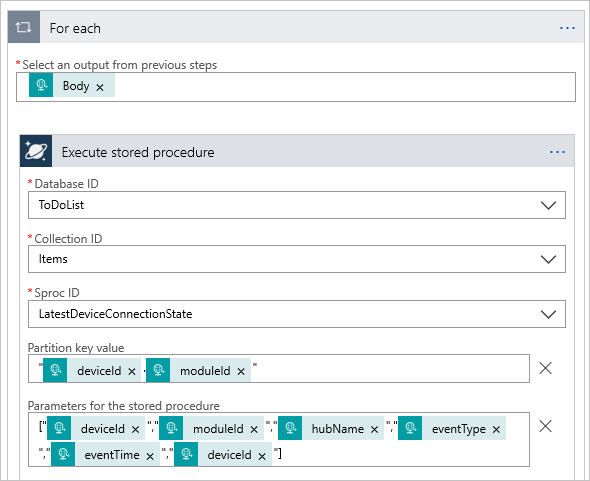 For each
*Select an output from previous steps
Body ×
Execute stored procedure
*Database ID
ToDoList
*Collection ID
Items
*Sproc ID
LatestDeviceConnectionState
Partition key value
"deviceId × . moduleId × "
Parameters for the stored procedure
["deviceId × ","moduleId × ","hubName × ","eventType ×
","eventTime × ","deviceId × "]